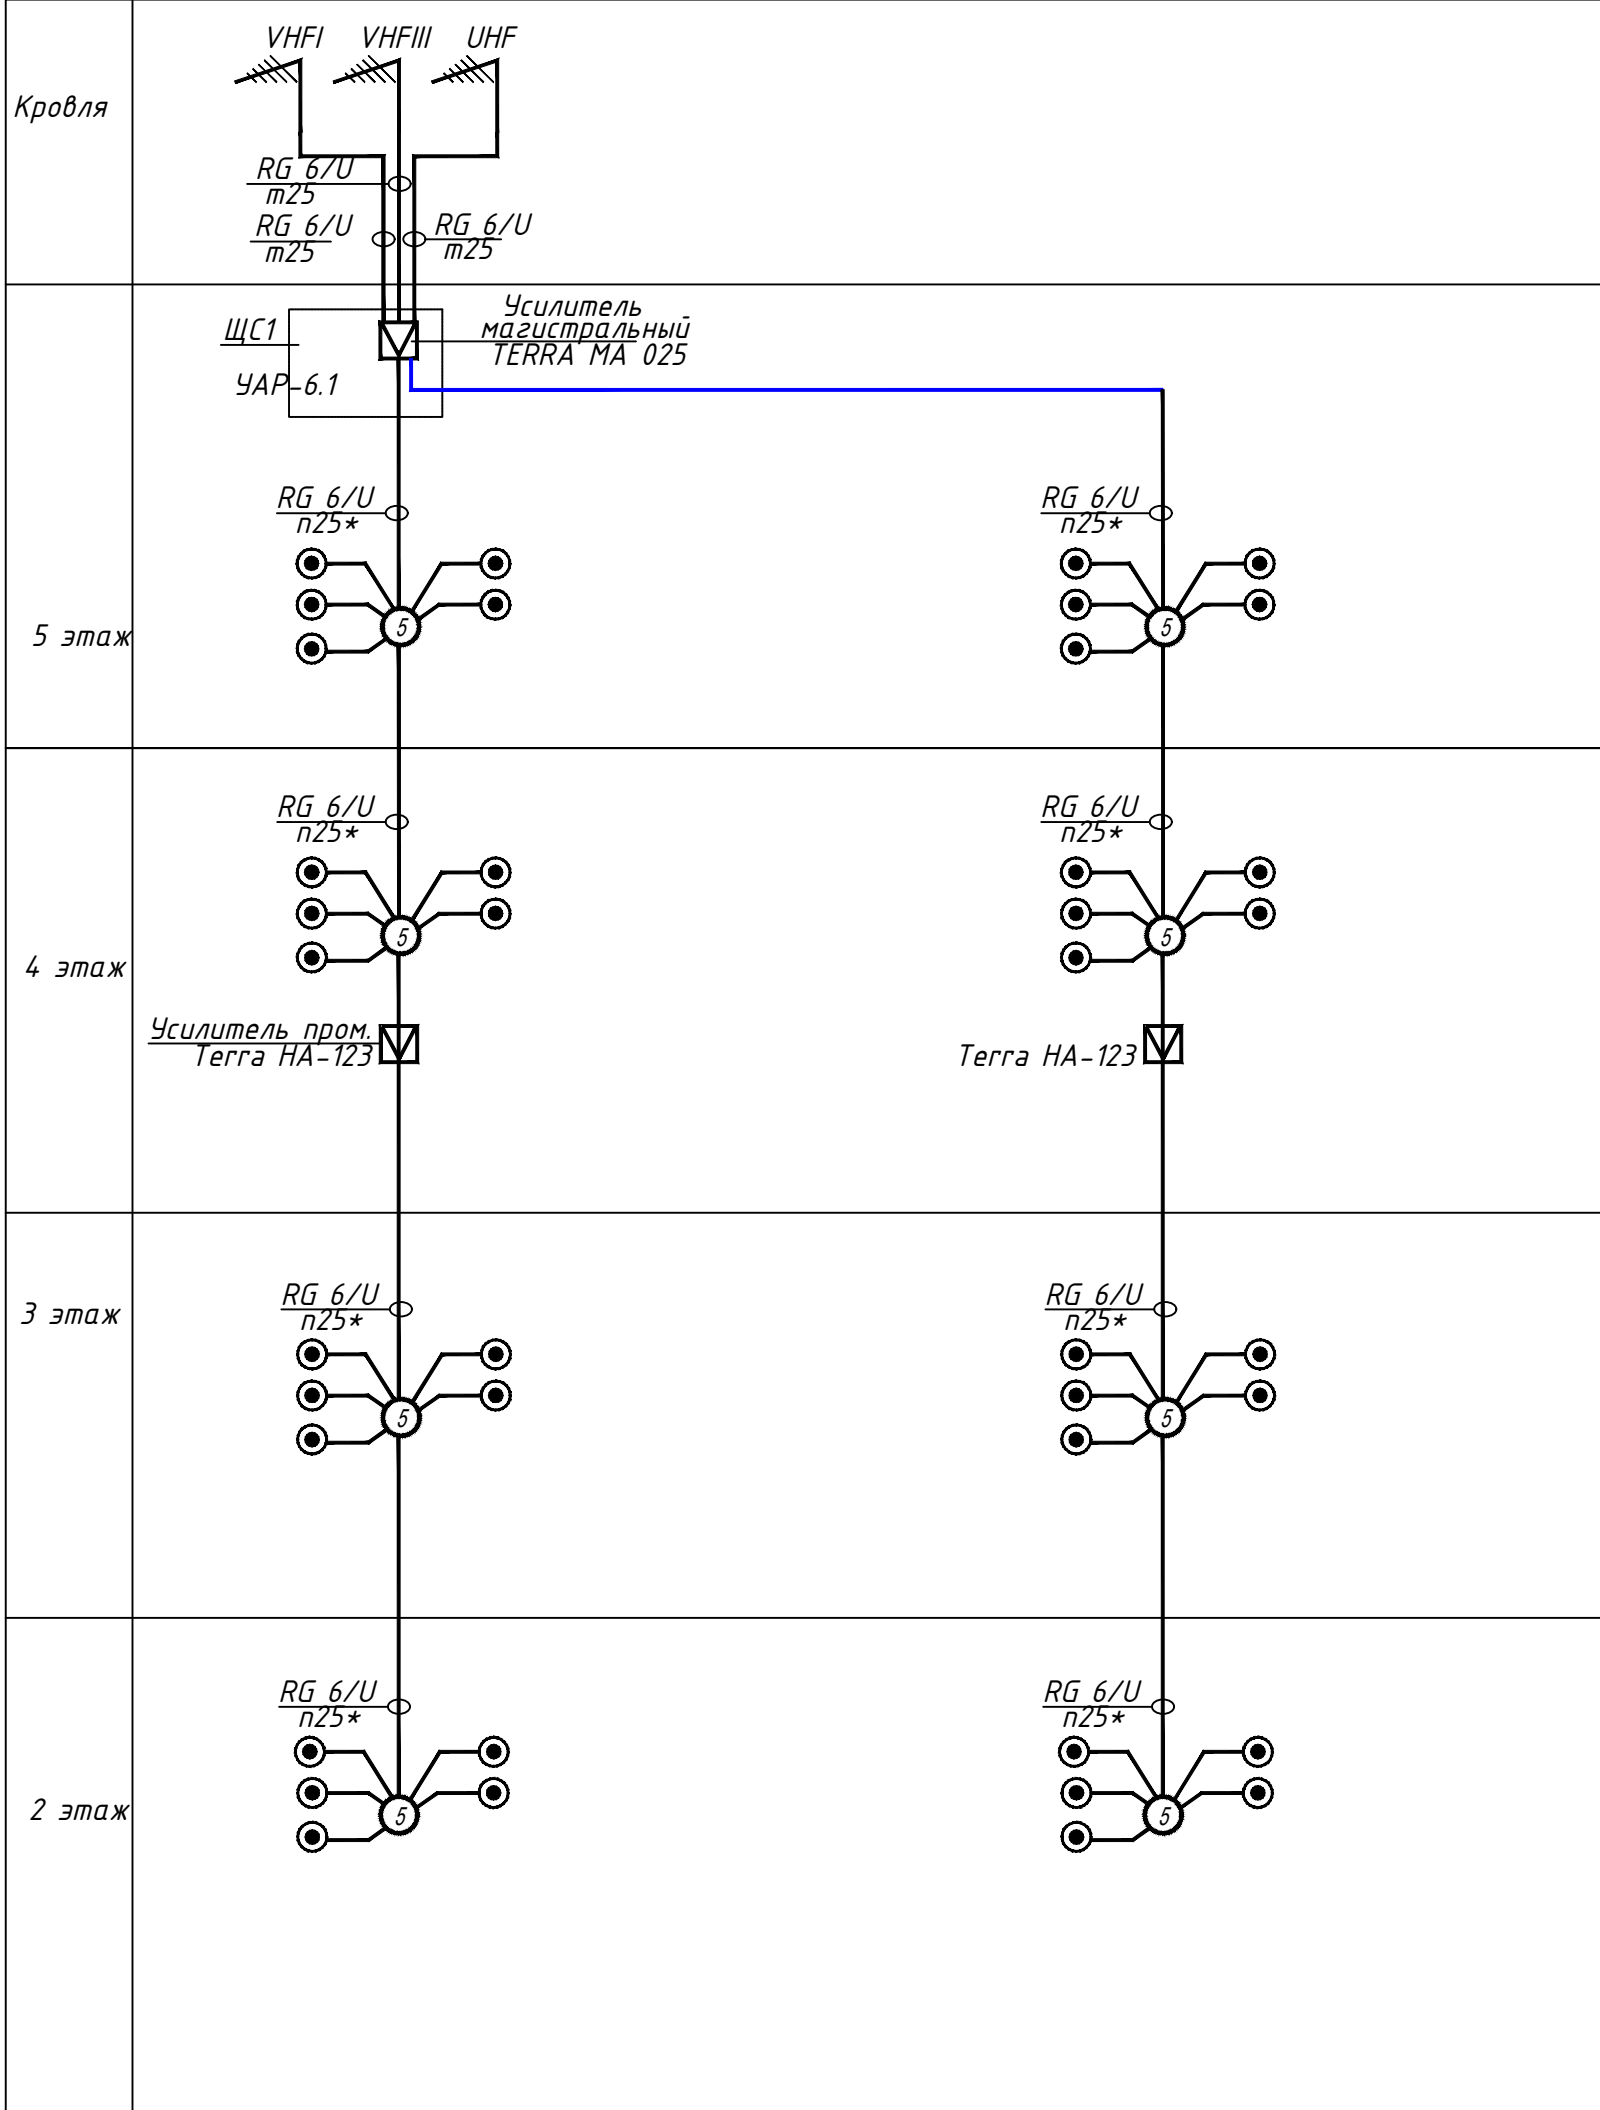 VHFI VHFIII UHF
Кровля
RG 6/U
т25
RG 6/U RG 6/U
т25 т25
Усилитель
ЩС1 магистральный
TERRA MA 025
УАР-6.1
RG 6/U RG 6/U
п25* п25*
5 этаж 5 5
RG 6/U RG 6/U
п25* п25*
5 5
4 этаж
Усилитель пром.
Terra HA-123 Terra HA-123
RG 6/U RG 6/U
3 этаж п25* п25*
5 5
RG 6/U RG 6/U
п25* п25*
2 этаж 5 5